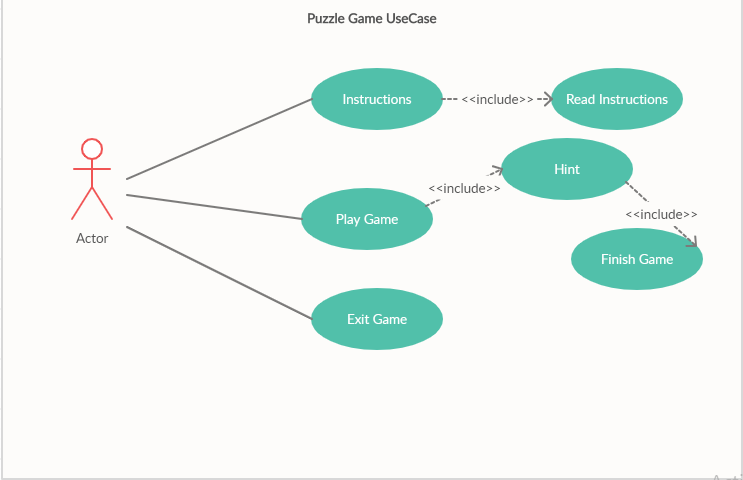 Puzzle Game UseCase
Instructions
<<include>>
Read Instructions
Hint
<<include>>
Play Game
<<include>>
Actor
Finish Game
Exit Game